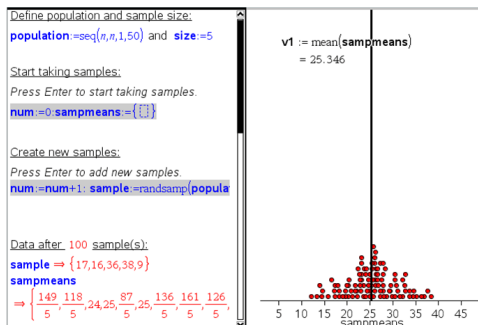 Define population and sample size:
population:=seq(n,n,1,50) and size:=5
Start taking samples:
Press Enter to start taking samples.
num:=0:sampmeans:={}
Create new samples:
Press Enter to add new samples.
num:=num+1: sample:=randsamp(popula
Data after 100 sample(s):
sample ⇒ {17,16,36,38,9}
sampmeans
⇒ {149/5, 118/5, 24,25, 87/5, 25, 136/5, 161/5, 126/5,
v1:= mean(sampmeans)
= 25.346
5 10 15 20 25 30 35 40 45
sampmeans